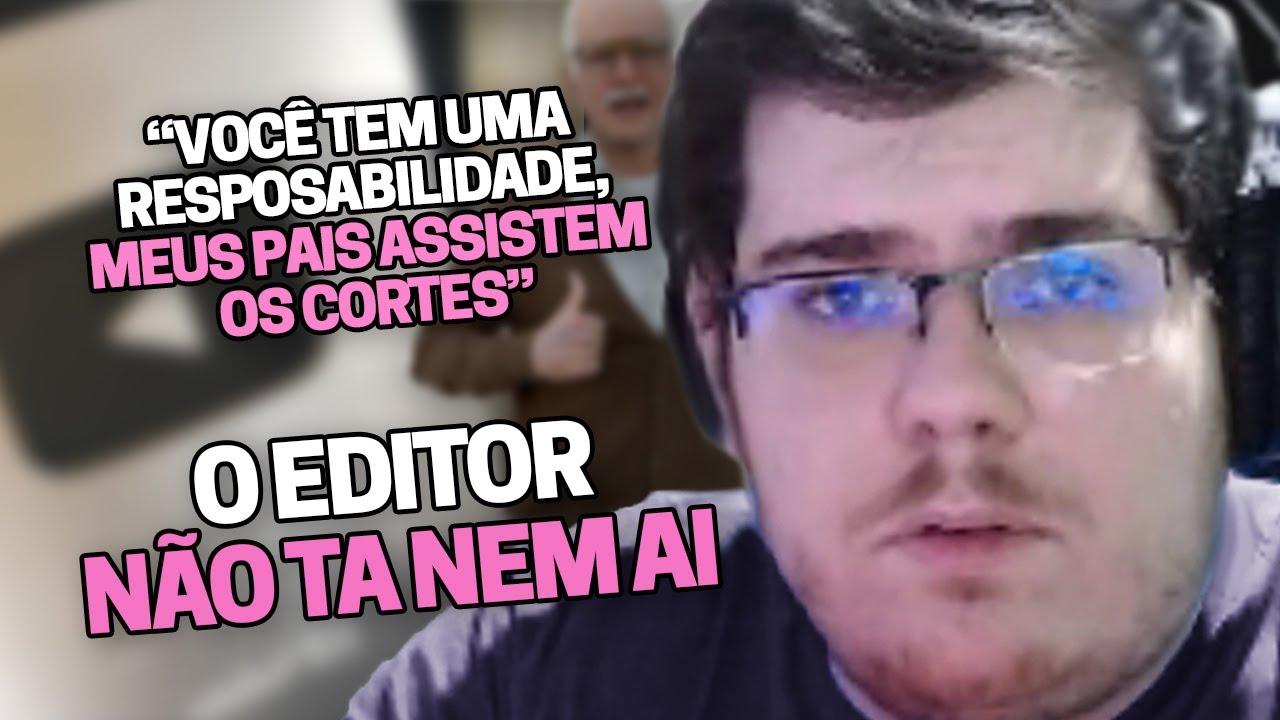 “VOCÊ TEM UMA
RESPOSABILIDADE,
MEUS PAIS ASSISTEM
OS CORTES”
O EDITOR
NÃO TA NEM AI